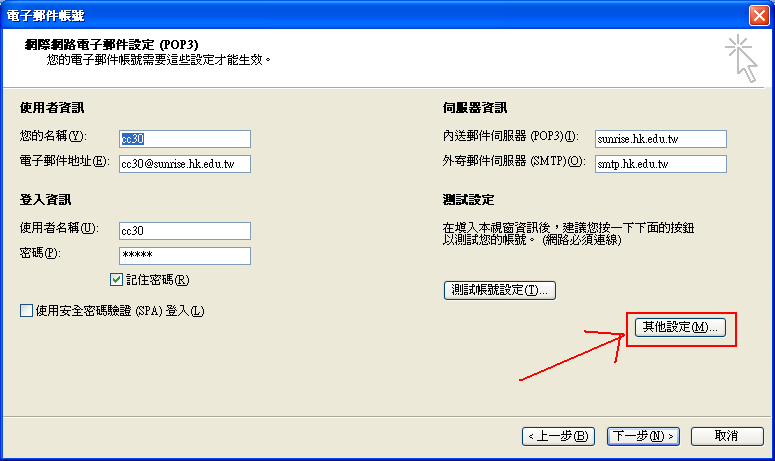 電子郵件帳號
網際網路電子郵件設定 (POP3)
您的電子郵件帳號需要這些設定才能生效。
使用者資訊
您的名稱(Y):
cc30
電子郵件地址(E):
cc30@sunrise.hk.edu.tw
登入資訊
使用者名稱(U):
cc30
密碼(P):
*****
記住密碼(R)
使用安全密碼驗證 (SPA) 登入(L)
伺服器資訊
內送郵件伺服器 (POP3)(I):
sunrise.hk.edu.tw
外寄郵件伺服器 (SMTP)(O):
smtp.hk.edu.tw
測試設定
在填入本視窗資訊後，建議您按一下下面的按鈕
以測試您的帳號。 (網路必須連線)
測試帳號設定(T)...
其他設定(M)...
< 上一步(B)
下一步(N) >
取消